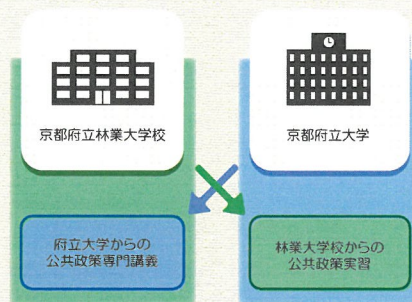 京都府立林業大学校
京都府立大学
府立大学からの
公共政策専門講義
林業大学校からの
公共政策実習